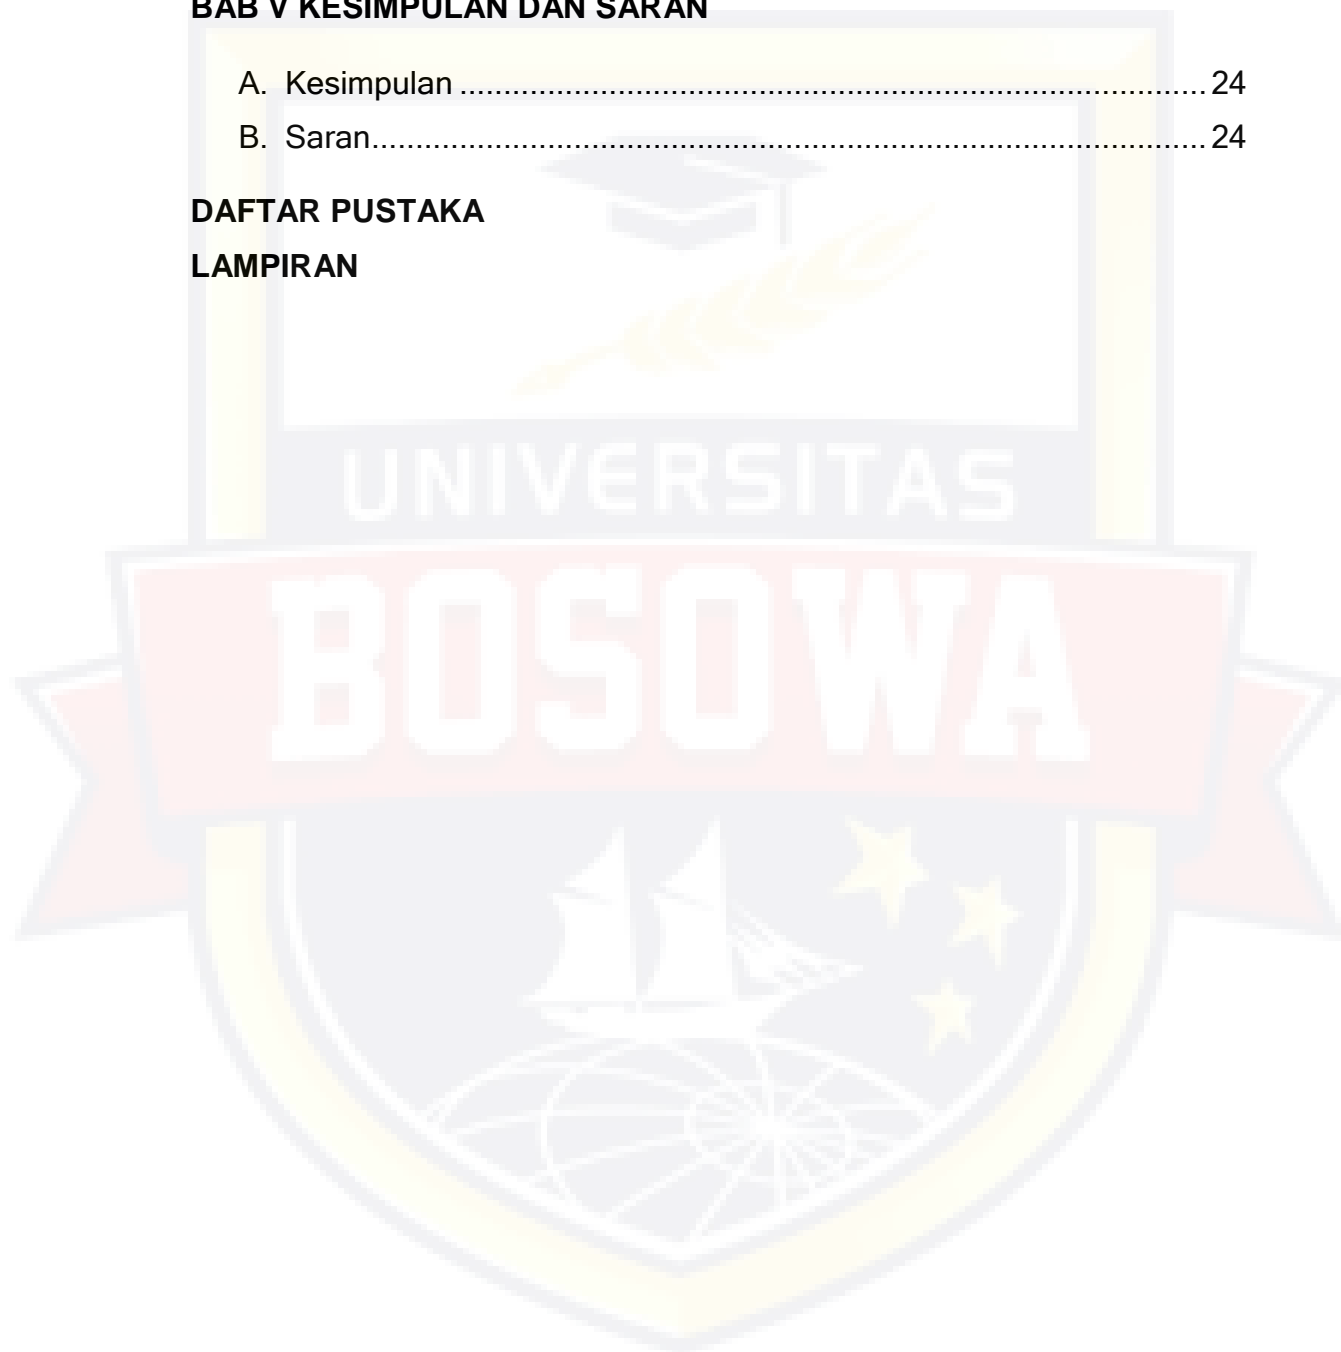 BAB V KESIMPULAN DAN SARAN
A. Kesimpulan ..................................................................................... 24
B. Saran............................................................................................... 24
DAFTAR PUSTAKA
LAMPIRAN
UNIVERSITAS
BOSOWA